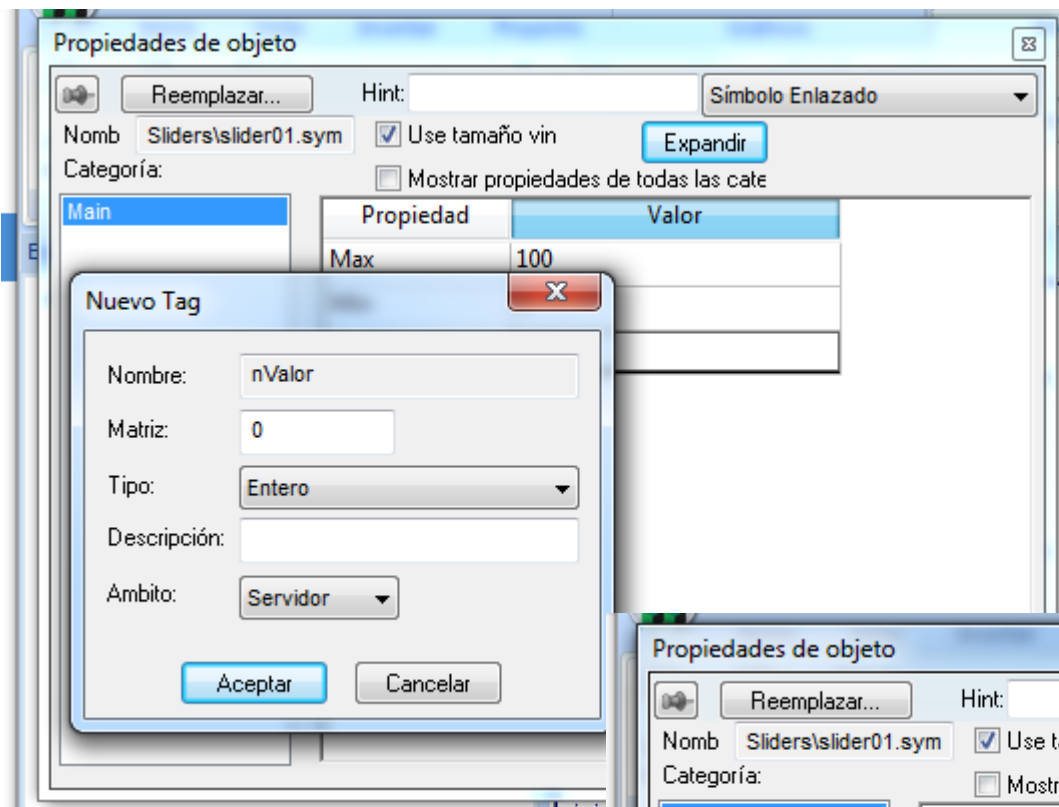 Propiedades de objeto
Reemplazar... Hint: Símbolo Enlazado
Nomb Sliders\slider01.sym Use tamaño vin Expandir
Categoría: Mostrar propiedades de todas las cate
Main Propiedad Valor
Max 100
Nuevo Tag
Nombre: nValor
Matriz: 0
Tipo: Entero
Descripción:
Ambito: Servidor
Aceptar Cancelar
Propiedades de objeto
Reemplazar... Hint:
Nomb Sliders\slider01.sym Use t
Categoría: Mostr